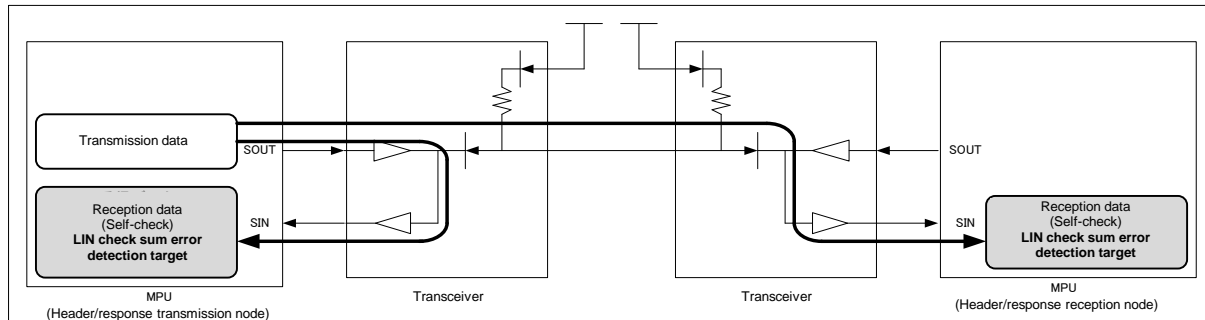 Transmission data
SOUT
SIN
Reception data
(Self-check)
LIN check sum error
detection target
MPU
(Header/response transmission node)
Transceiver
Transceiver
SOUT
SIN
Reception data
(Self-check)
LIN check sum error
detection target
MPU
(Header/response reception node)